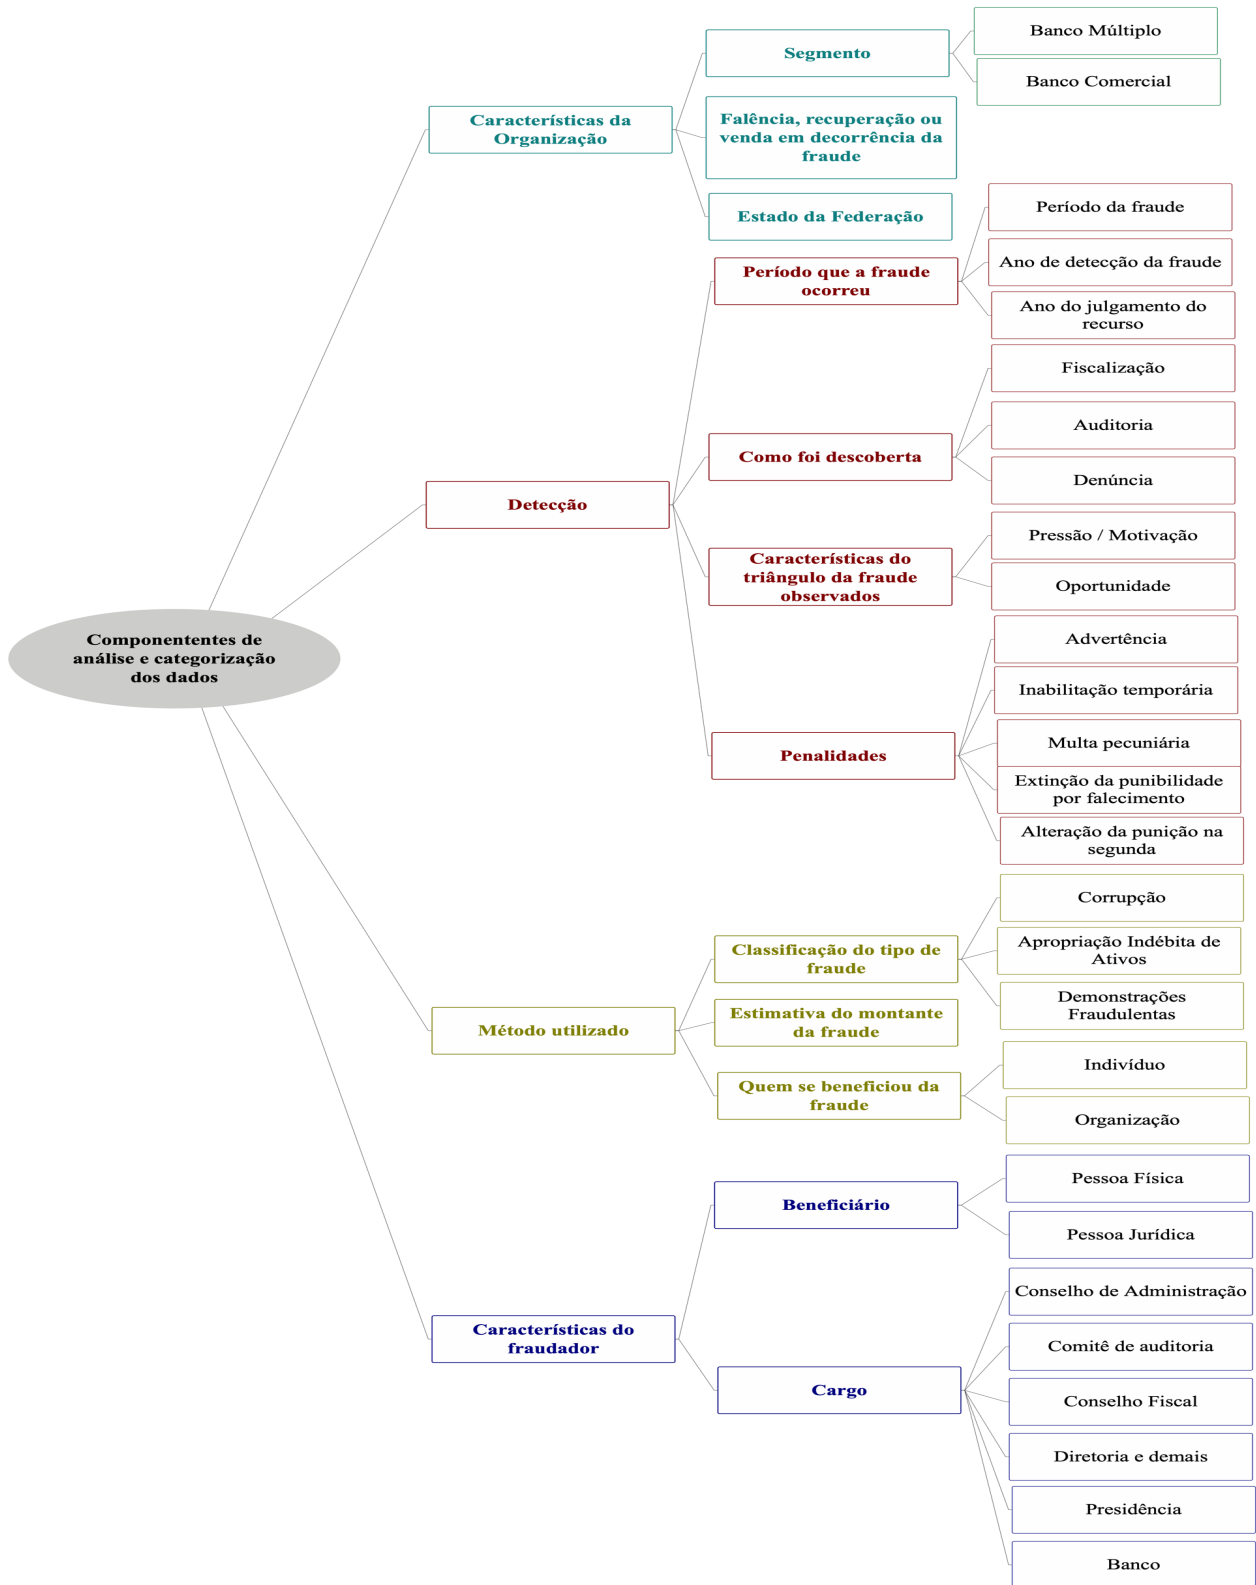 Componententes de
análise e categorização
dos dados
Características da
Organização
Segmento
Banco Múltiplo
Banco Comercial
Falência, recuperação ou
venda em decorrência da
fraude
Estado da Federação
Detecção
Período que a fraude
ocorreu
Período da fraude
Ano de detecção da fraude
Ano do julgamento do
recurso
Como foi descoberta
Fiscalização
Auditoria
Denúncia
Características do
triângulo da fraude
observados
Pressão / Motivação
Oportunidade
Penalidades
Advertência
Inabilitação temporária
Multa pecuniária
Extinção da punibilidade
por falecimento
Alteração da punição na
segunda
Método utilizado
Classificação do tipo de
fraude
Corrupção
Apropriação Indébita de
Ativos
Demonstrações
Fraudulentas
Estimativa do montante
da fraude
Quem se beneficiou da
fraude
Indivíduo
Organização
Características do
fraudador
Beneficiário
Pessoa Física
Pessoa Jurídica
Cargo
Conselho de Administração
Comitê de auditoria
Conselho Fiscal
Diretoria e demais
Presidência
Banco